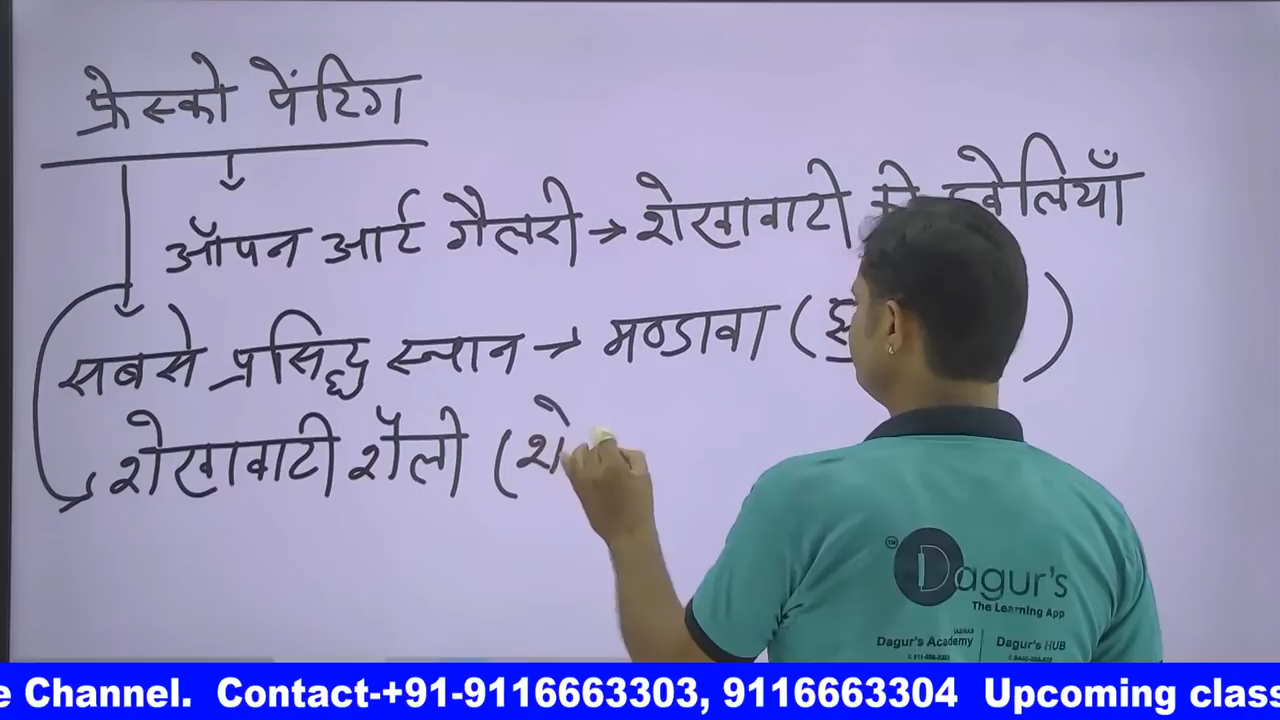 फ्रेस्को पेंटिंग
ऑपन आर्ट गैलरी → शेखावाटी की हवेलियाँ
सबसे प्रसिद्ध स्थान → मण्डावा ( )
शेखावाटी शैली (शे
Dagur's
TM
The Learning App
Dagur's Academy
Dagur's HUB
e Channel. Contact-+91-9116663303, 9116663304 Upcoming class